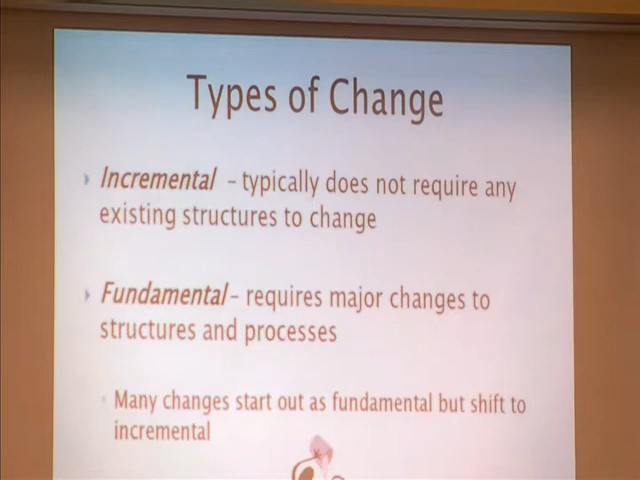 Types of Change
Incremental – typically does not require any
existing structures to change
Fundamental – requires major changes to
structures and processes
Many changes start out as fundamental but shift to
incremental